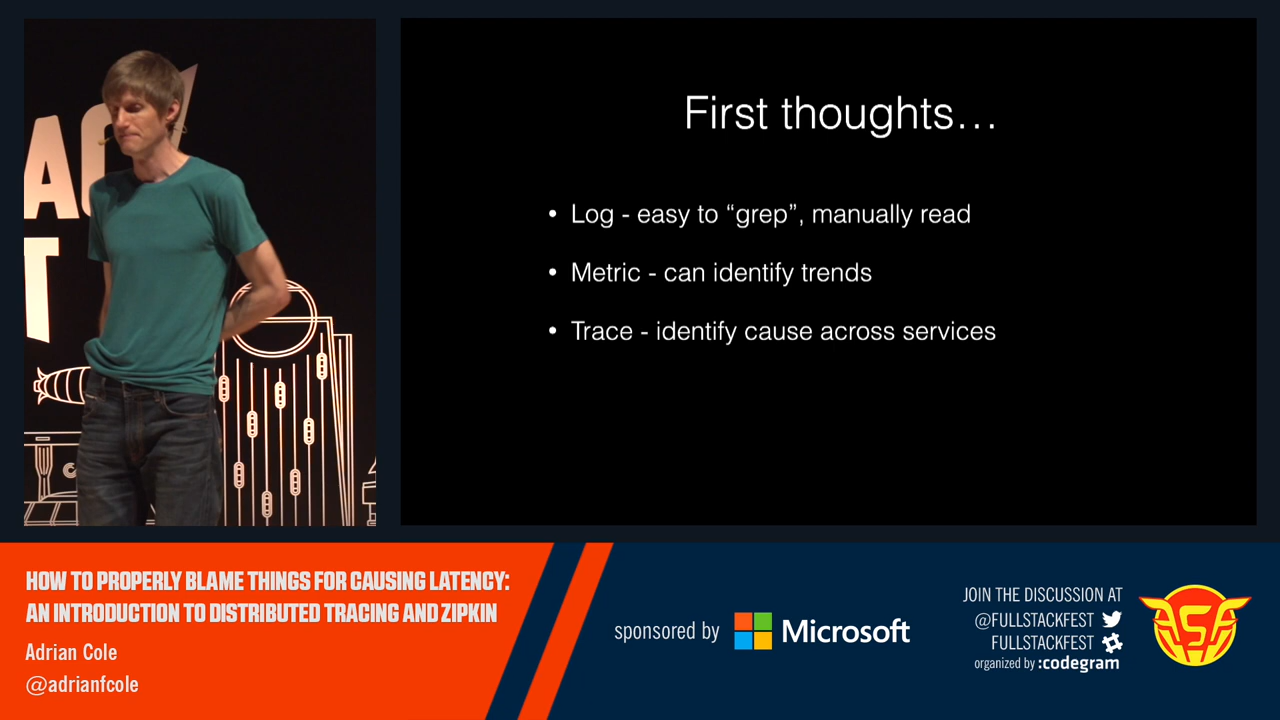 First thoughts…
• Log - easy to “grep”, manually read
• Metric - can identify trends
• Trace - identify cause across services
HOW TO PROPERLY BLAME THINGS FOR CAUSING LATENCY:
AN INTRODUCTION TO DISTRIBUTED TRACING AND ZIPKIN
Adrian Cole
@adrianfcole
sponsored by Microsoft
JOIN THE DISCUSSION AT
@FULLSTACKFEST
FULLSTACKFEST
organized by :codegram
FSF